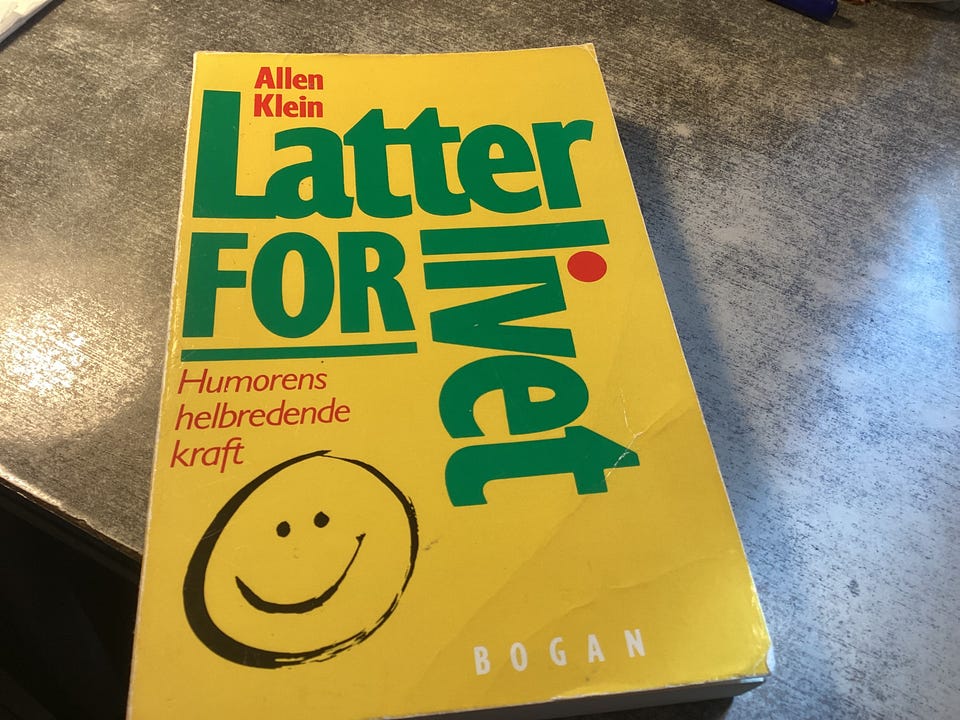 Allen
Klein
Latter
FOR
livet
Humorens
helbredende
kraft
BOGAN